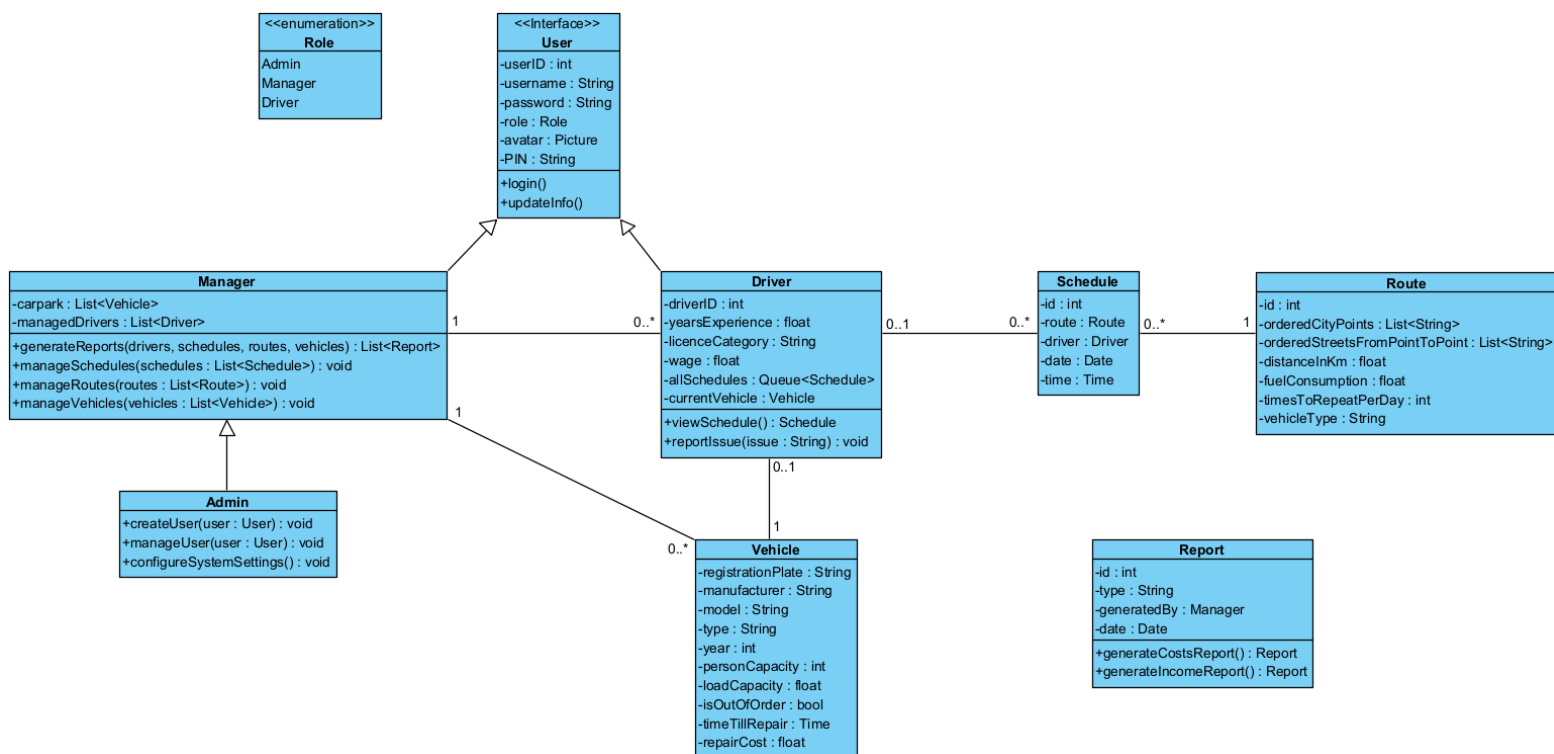 <<enumeration>>
Role
Admin
Manager
Driver
<<Interface>>
User
-userID : int
-username : String
-password : String
-role : Role
-avatar : Picture
-PIN : String
+login()
+updateInfo()
Manager
-carpark : List<Vehicle>
-managedDrivers : List<Driver>
+generateReports(drivers, schedules, routes, vehicles) : List<Report>
+manageSchedules(schedules : List<Schedule>) : void
+manageRoutes(routes : List<Route>) : void
+manageVehicles(vehicles : List<Vehicle>) : void
1
0..*
1
0..*
Driver
-driverID : int
-yearsExperience : float
-licenceCategory : String
-wage : float
-allSchedules : Queue<Schedule>
-currentVehicle : Vehicle
+viewSchedule() : Schedule
+reportIssue(issue : String) : void
0..1
0..*
0..1
1
Schedule
-id : int
-route : Route
-driver : Driver
-date : Date
-time : Time
0..*
1
Route
-id : int
-orderedCityPoints : List<String>
-orderedStreetsFromPointToPoint : List<String>
-distanceInKm : float
-fuelConsumption : float
-timesToRepeatPerDay : int
-vehicleType : String
Admin
+createUser(user : User) : void
+manageUser(user : User) : void
+configureSystemSettings() : void
Vehicle
-registrationPlate : String
-manufacturer : String
-model : String
-type : String
-year : int
-personCapacity : int
-loadCapacity : float
-isOutOfOrder : bool
-timeTillRepair : Time
-repairCost : float
Report
-id : int
-type : String
-generatedBy : Manager
-date : Date
+generateCostsReport() : Report
+generateIncomeReport() : Report